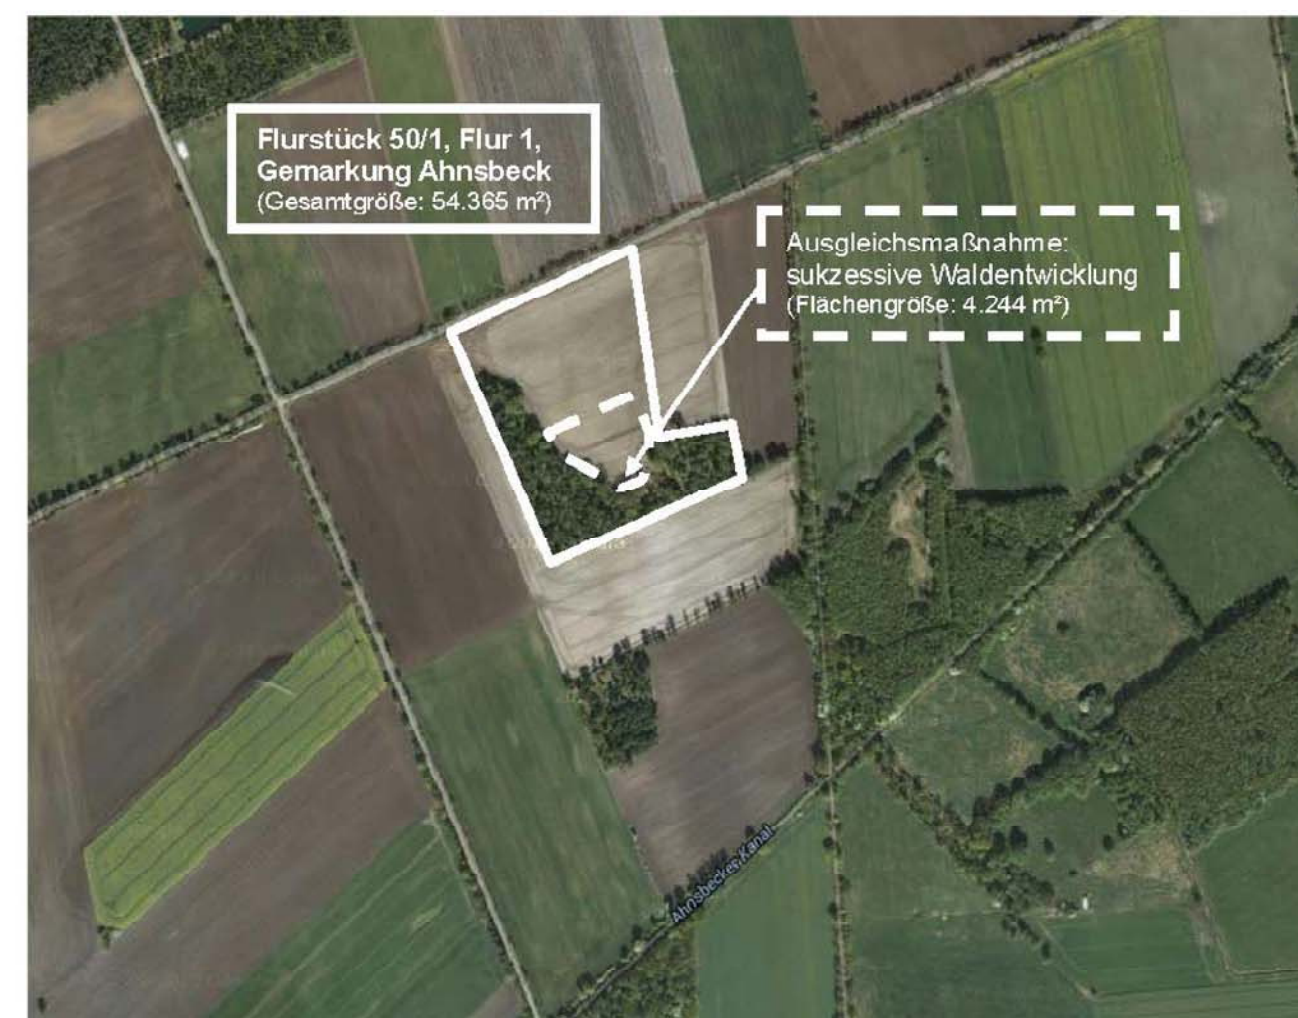 Flurstück 50/1, Flur 1,
Gemarkung Ahnsbeck
(Gesamtgröße: 54.365 m²)
Ausgleichsmaßnahme:
sukzessive Waldentwicklung
(Flächengröße: 4.244 m²)
Ahnsbecker Kanal